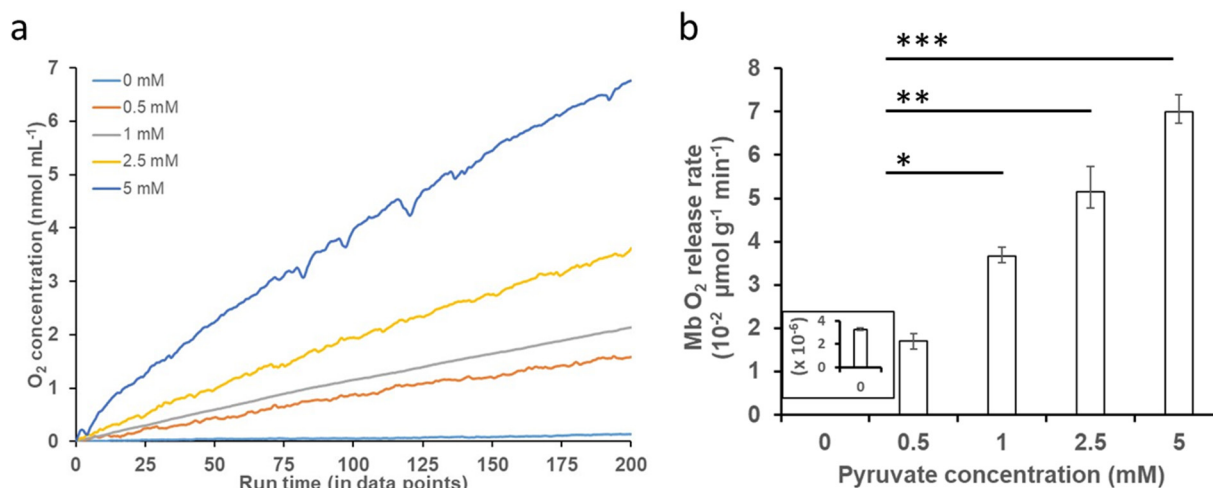 a
O₂ concentration (nmol mL⁻¹)
7
6
5
4
3
2
1
0
0 mM
0.5 mM
1 mM
2.5 mM
5 mM
0 25 50 75 100 125 150 175 200
Run time (in data points)
b
Mb O₂ release rate
(10⁻² µmol g⁻¹ min⁻¹)
8
7
6
5
4
3
2
1
0
***
**
*
(x 10⁻⁶)
4
2
0
0
0 0.5 1 2.5 5
Pyruvate concentration (mM)